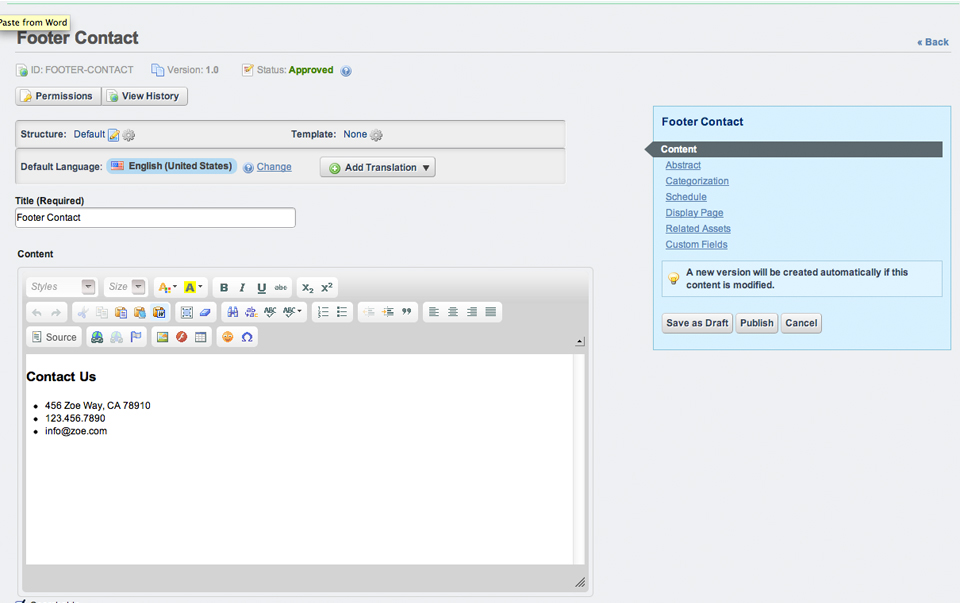 Paste from Word
Footer Contact
« Back
ID: FOOTER-CONTACT Version: 1.0 Status: Approved
Permissions View History
Structure: Default Template: None
Default Language: English (United States) Change Add Translation
Title (Required)
Footer Contact
Content
Styles Size
B I U abc X₂ X²
ABC ABC
Source
Contact Us
456 Zoe Way, CA 78910
123.456.7890
info@zoe.com
Footer Contact
Content
Abstract
Categorization
Schedule
Display Page
Related Assets
Custom Fields
A new version will be created automatically if this
content is modified.
Save as Draft Publish Cancel